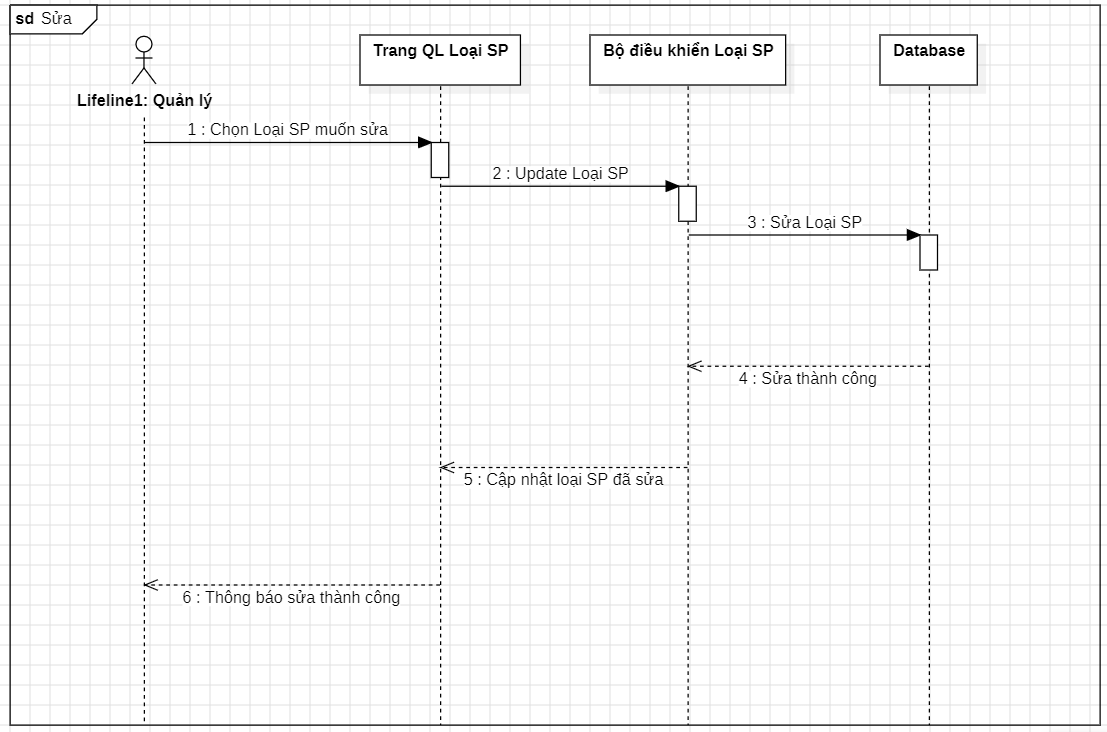 sd Sửa
Trang QL Loại SP
Bộ điều khiển Loại SP
Database
Lifeline1: Quản lý
1 : Chọn Loại SP muốn sửa
2 : Update Loại SP
3 : Sửa Loại SP
4 : Sửa thành công
5 : Cập nhật loại SP đã sửa
6 : Thông báo sửa thành công